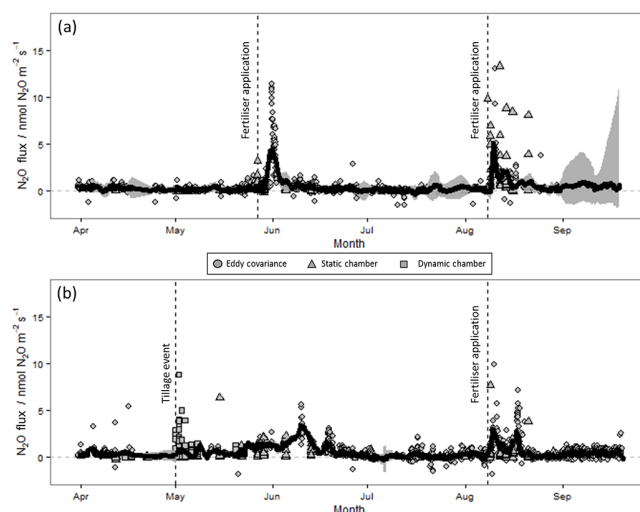 (a)
N₂O flux / nmol N₂O m⁻² s⁻¹
15
10
5
0
Fertiliser application
Fertiliser application
Apr May Jun Jul Aug Sep
Month
Eddy covariance Static chamber Dynamic chamber
(b)
N₂O flux / nmol N₂O m⁻² s⁻¹
15
10
5
0
Tillage event
Fertiliser application
Apr May Jun Jul Aug Sep
Month